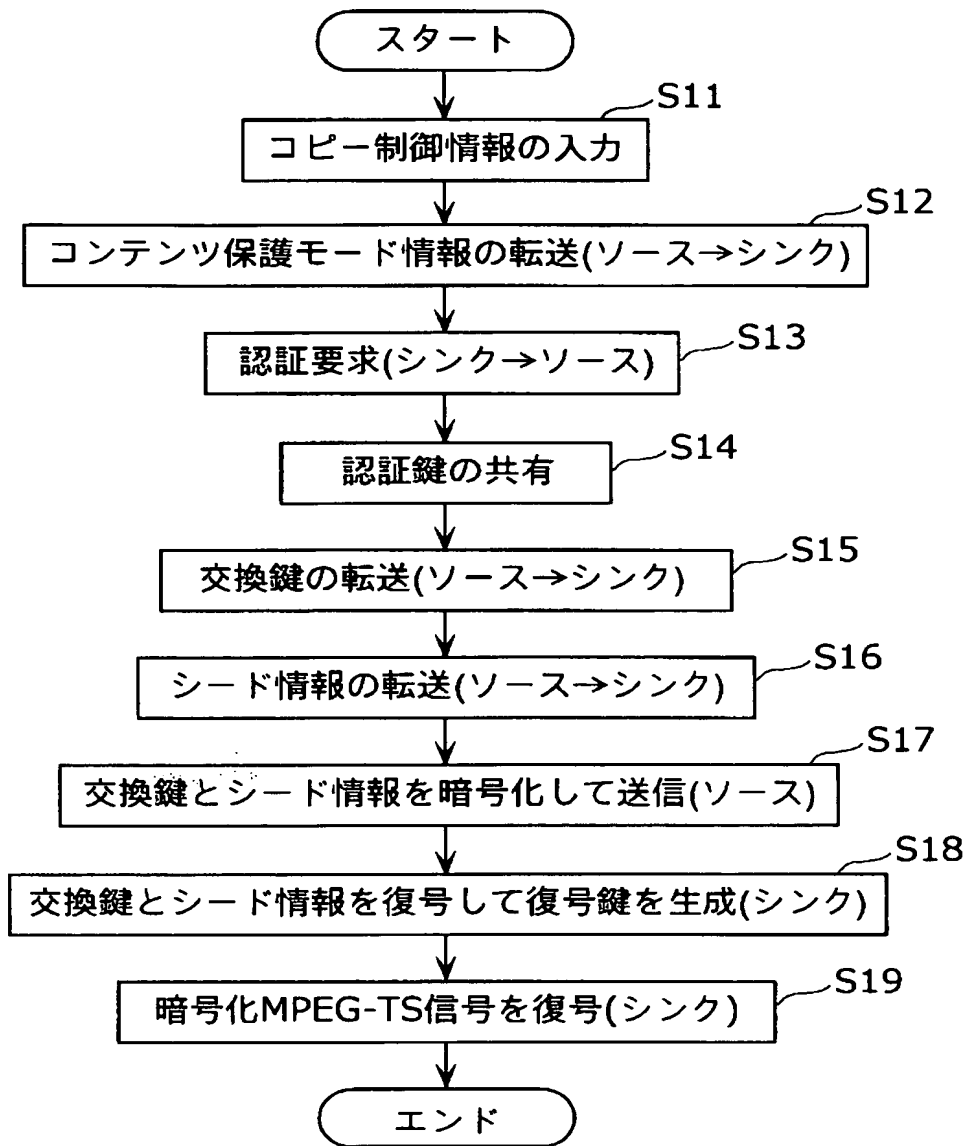 スタート
S11
コピー制御情報の入力
S12
コンテンツ保護モード情報の転送(ソース→シンク)
S13
認証要求(シンク→ソース)
S14
認証鍵の共有
S15
交換鍵の転送(ソース→シンク)
S16
シード情報の転送(ソース→シンク)
S17
交換鍵とシード情報を暗号化して送信(ソース)
S18
交換鍵とシード情報を復号して復号鍵を生成(シンク)
S19
暗号化MPEG-TS信号を復号(シンク)
エンド